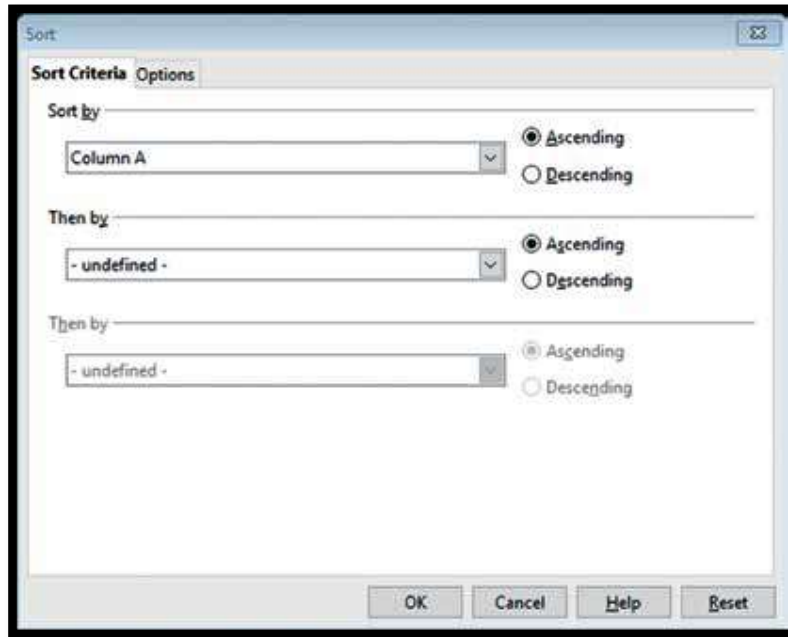 Sort
Sort Criteria Options
Sort by
Ascending
Column A
Descending
Then by
Ascending
- undefined -
Descending
Then by
Ascending
- undefined -
Descending
OK Cancel Help Reset